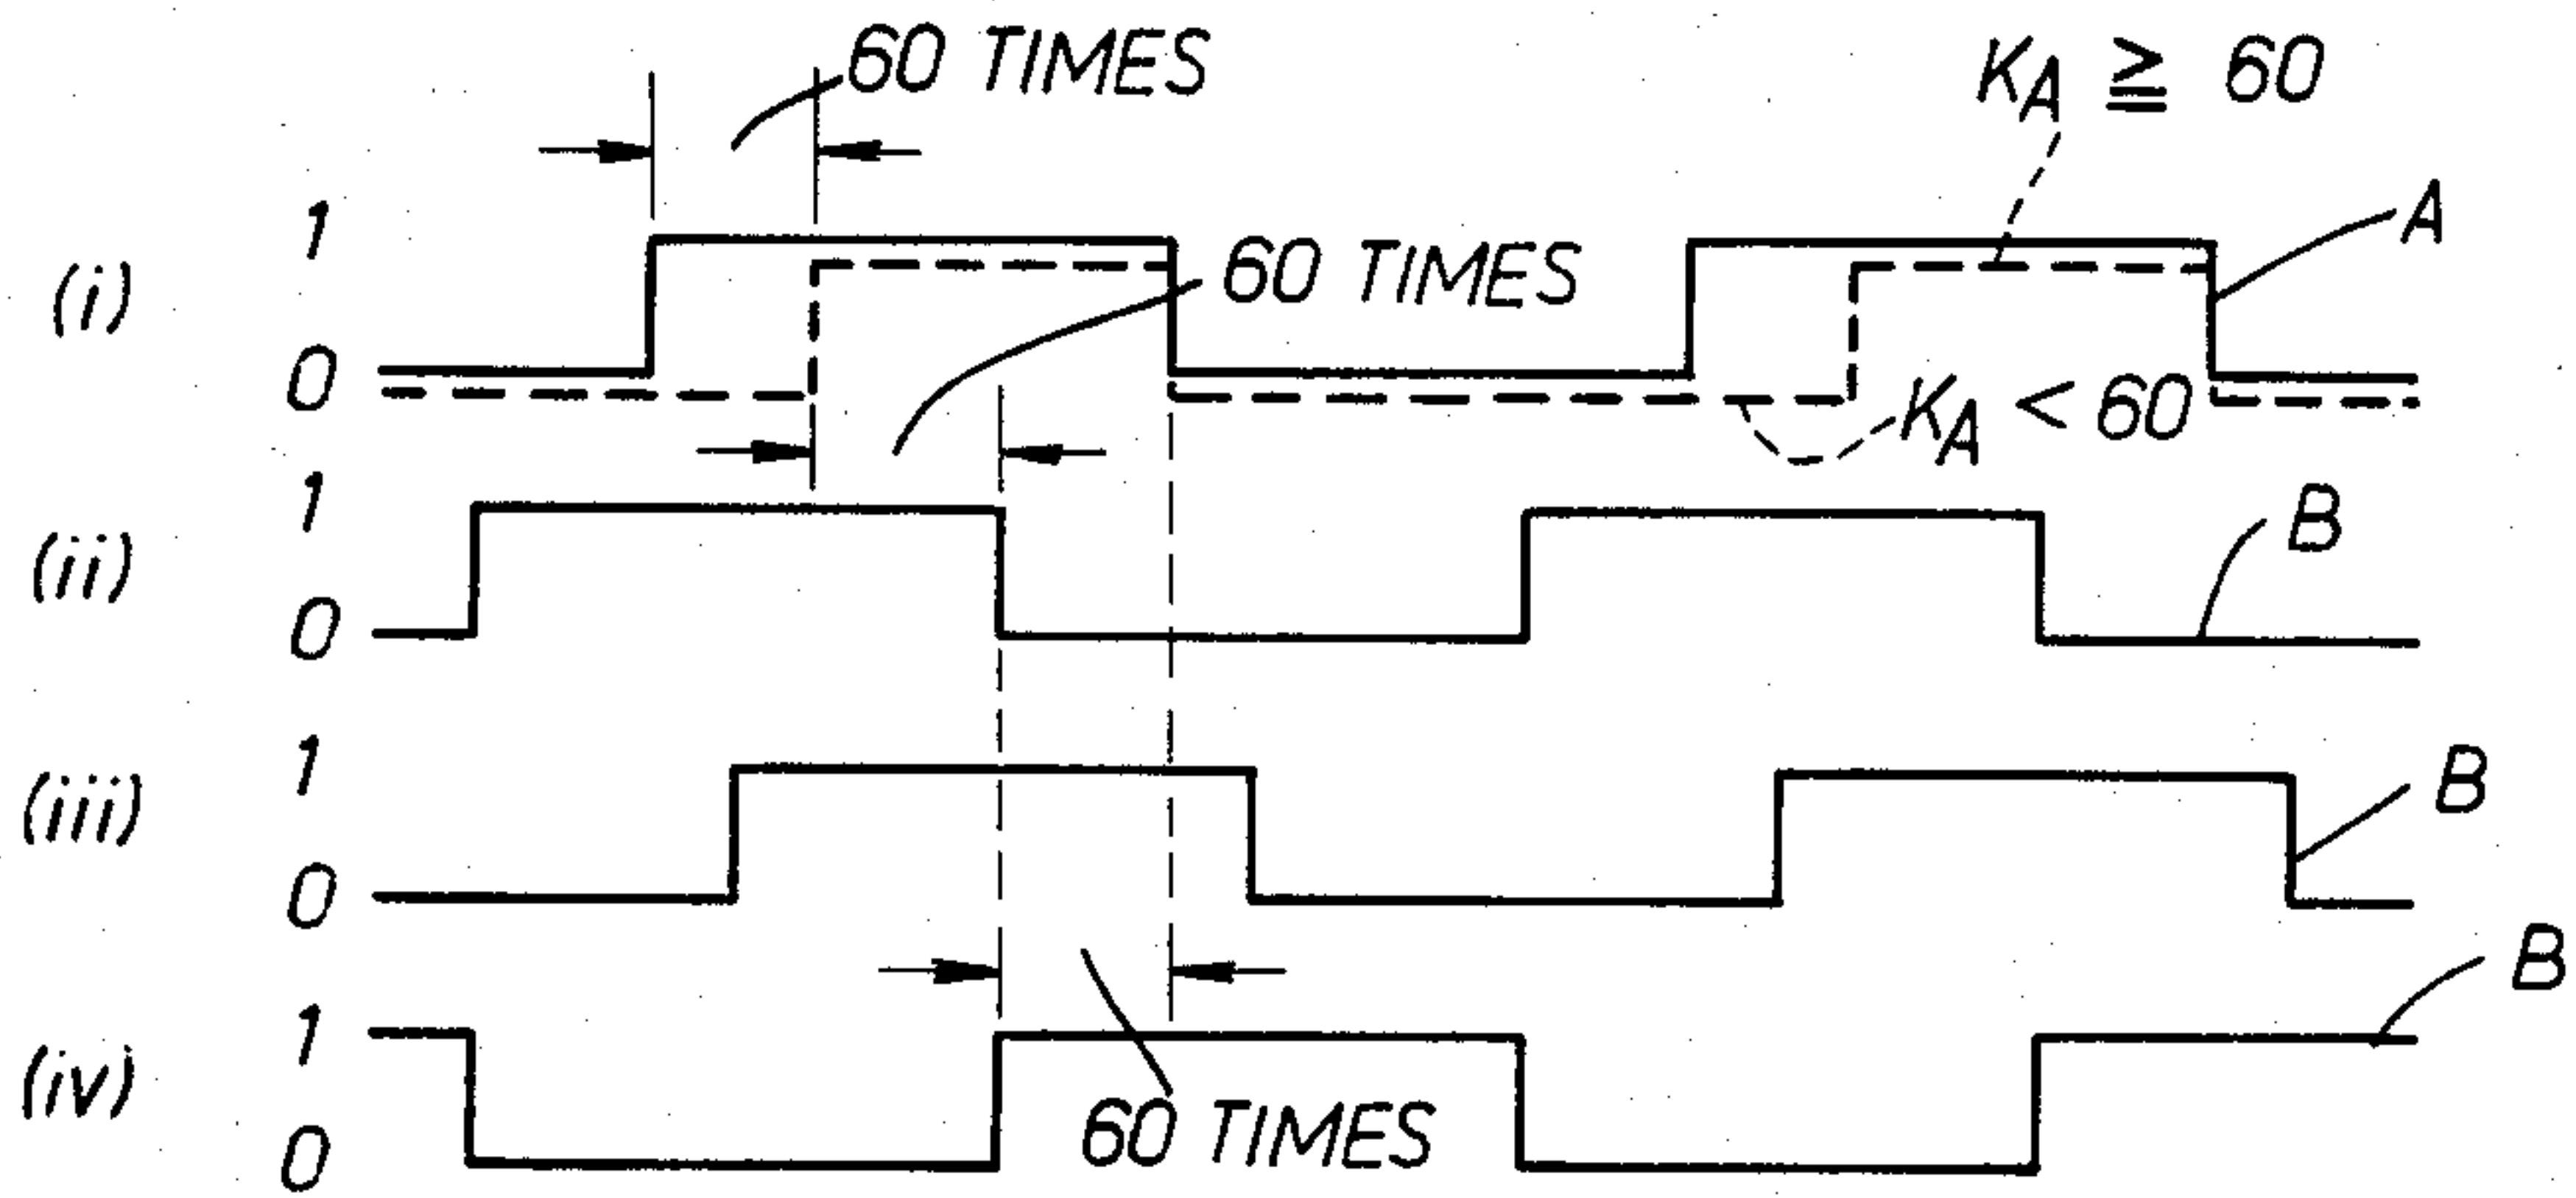 60 TIMES
K_A ≧ 60
1
A
(i)
60 TIMES
0
K_A < 60
1
B
(ii)
0
1
B
(iii)
0
B
1
(iv)
60 TIMES
0